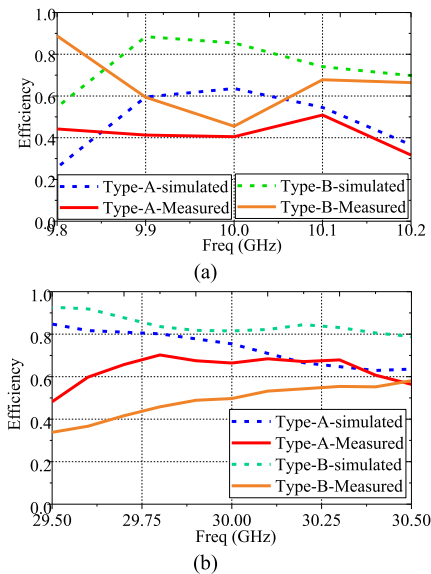 1.0
0.8
0.6
0.4
0.2
0.0
Efficiency
Type-A-simulated
Type-A-Measured
Type-B-simulated
Type-B-Measured
9.8
9.9
10.0
10.1
10.2
Freq (GHz)
(a)
1.0
0.8
0.6
0.4
0.2
0.0
Efficiency
Type-A-simulated
Type-A-Measured
Type-B-simulated
Type-B-Measured
29.50
29.75
30.00
30.25
30.50
Freq (GHz)
(b)